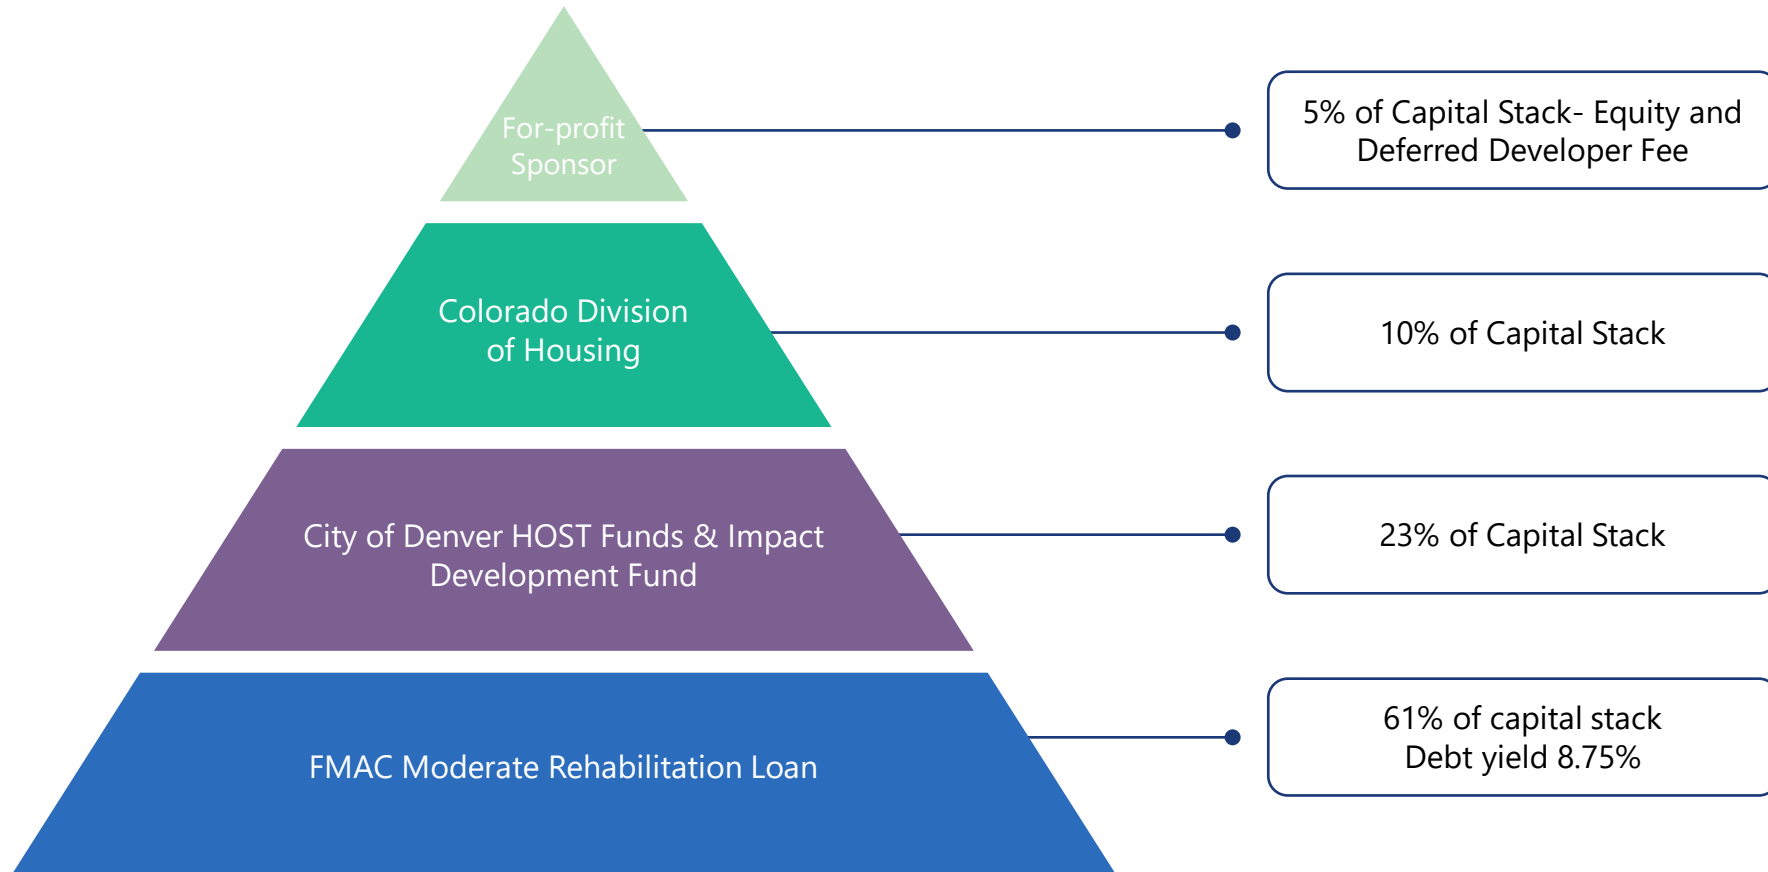 For-profit
Sponsor
5% of Capital Stack- Equity and
Deferred Developer Fee
Colorado Division
of Housing
10% of Capital Stack
City of Denver HOST Funds & Impact
Development Fund
23% of Capital Stack
FMAC Moderate Rehabilitation Loan
61% of capital stack
Debt yield 8.75%